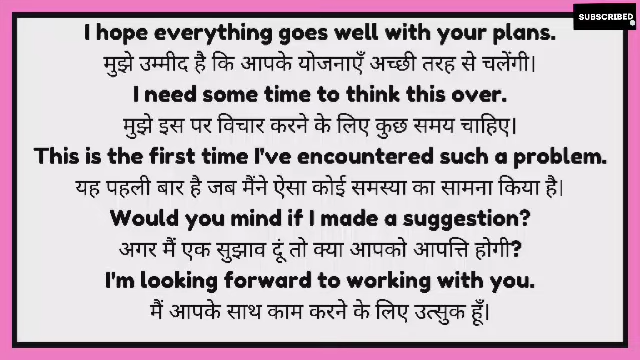 SUBSCRIBED
I hope everything goes well with your plans.
मुझे उम्मीद है कि आपके योजनाएँ अच्छी तरह से चलेंगी।
I need some time to think this over.
मुझे इस पर विचार करने के लिए कुछ समय चाहिए।
This is the first time I've encountered such a problem.
यह पहली बार है जब मैंने ऐसा कोई समस्या का सामना किया है।
Would you mind if I made a suggestion?
अगर मैं एक सुझाव दूं तो क्या आपको आपत्ति होगी?
I'm looking forward to working with you.
मैं आपके साथ काम करने के लिए उत्सुक हूँ।